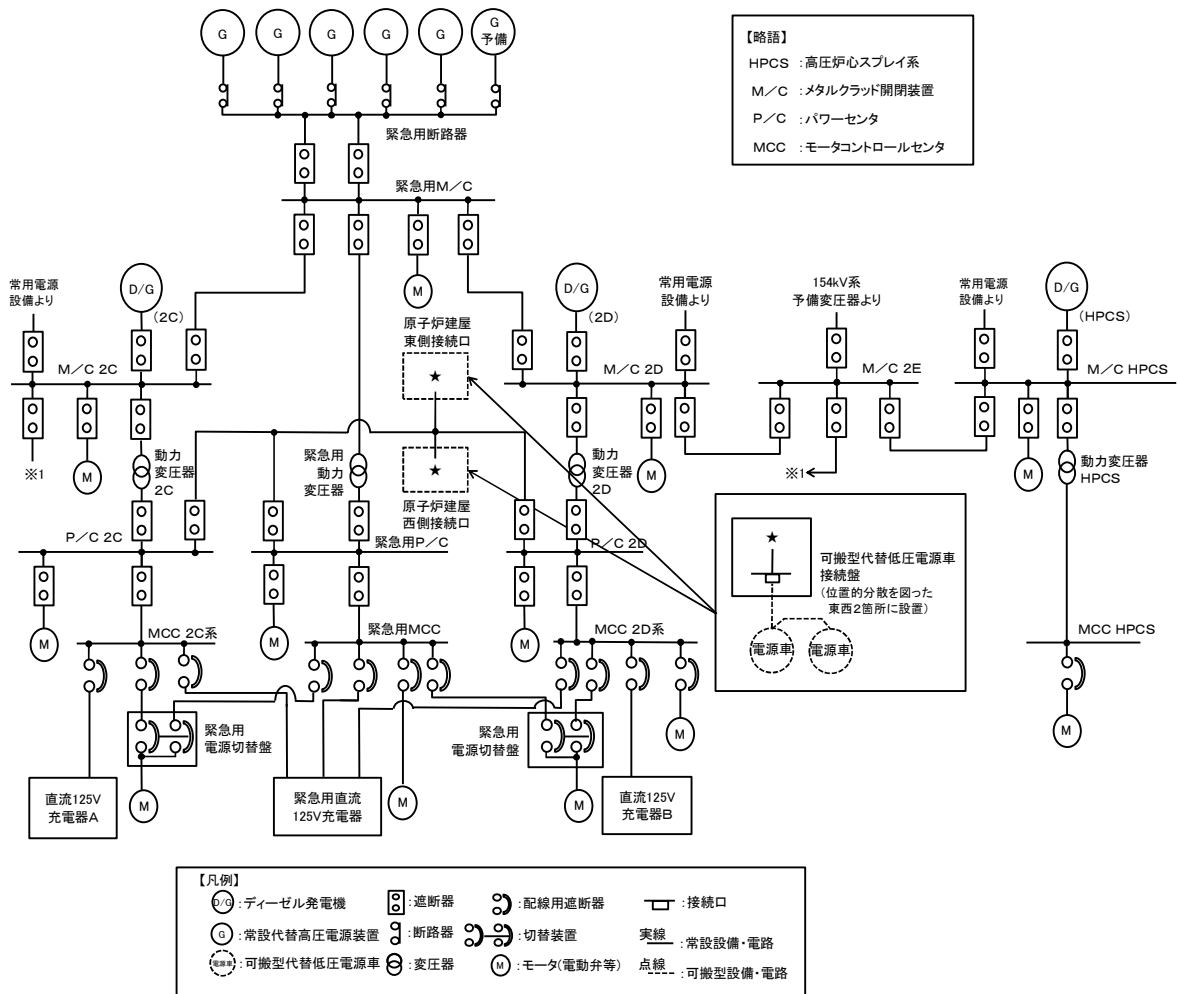 G
G
G
G
G
G
予備
緊急用断路器
緊急用M／C
【略語】
HPCS ：高圧炉心スプレイ系
M／C ：メタルクラッド開閉装置
P／C ：パワーセンタ
MCC ：モータコントロールセンタ
常用電源
設備より
D/G
(2C)
M
原子炉建屋
東側接続口
★
D/G
(2D)
常用電源
設備より
154kV系
予備変圧器より
常用電源
設備より
D/G
(HPCS)
M／C 2C
M／C 2D
M／C 2E
M／C HPCS
※1
M
動力
変圧器
2C
緊急用
動力
変圧器
★
原子炉建屋
西側接続口
動力
変圧器
2D
M
※1
M
動力変圧器
HPCS
P／C 2C
緊急用P／C
P／C 2D
★
可搬型代替低圧電源車
接続盤
(位置的分散を図った
東西2箇所に設置)
電源車
電源車
M
M
M
MCC 2C系
緊急用MCC
MCC 2D系
MCC HPCS
緊急用
電源切替盤
緊急用
電源切替盤
M
M
直流125V
充電器A
M
緊急用直流
125V充電器
M
M
直流125V
充電器B
【凡例】
D/G
：ディーゼル発電機
：遮断器
：配線用遮断器
：接続口
G
：常設代替高圧電源装置
：断路器
：切替装置
実線
：常設設備・電路
電源車
：可搬型代替低圧電源車
：変圧器
M
：モータ(電動弁等)
点線
：可搬型設備・電路